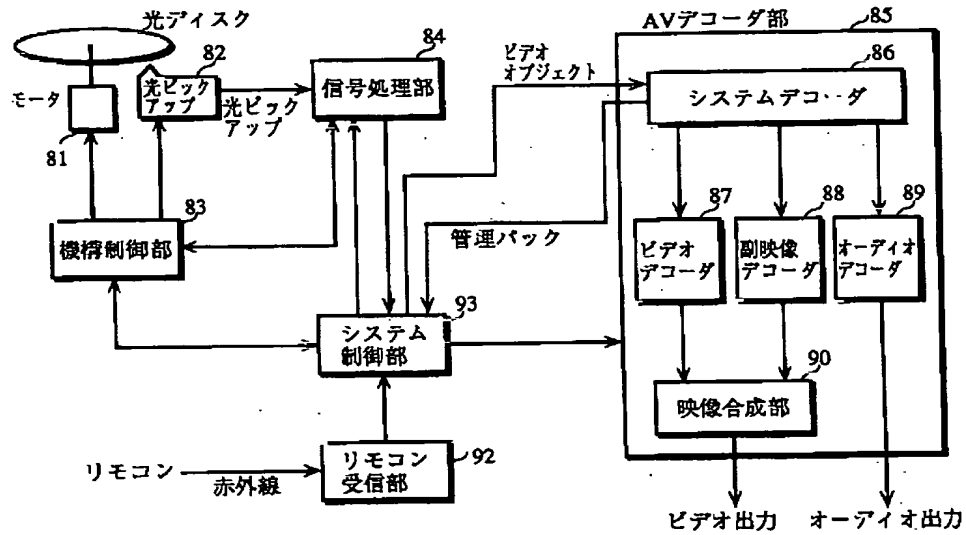 光ディスク
モータ
81
82
光ピック
アップ
光ピック
アップ
84
信号処理部
ビデオ
オブジェクト
AVデコーダ部
85
86
システムデコーダ
83
機構制御部
管理パック
87
ビデオ
デコーダ
88
副映像
デコーダ
89
オーディオ
デコーダ
93
システム
制御部
90
映像合成部
リモコン
赤外線
リモコン
受信部
92
ビデオ出力
オーディオ出力